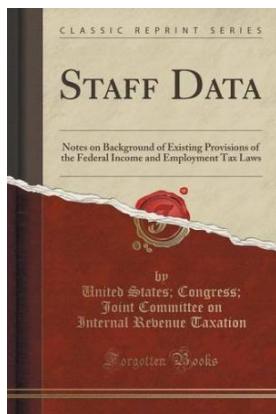 CLASSIC REPRINT SERIES
STAFF DATA
Notes on Background of Existing Provisions of
the Federal Income and Employment Tax Laws
by
United States; Congress;
Joint Committee on
Internal Revenue Taxation
Forgotten Books